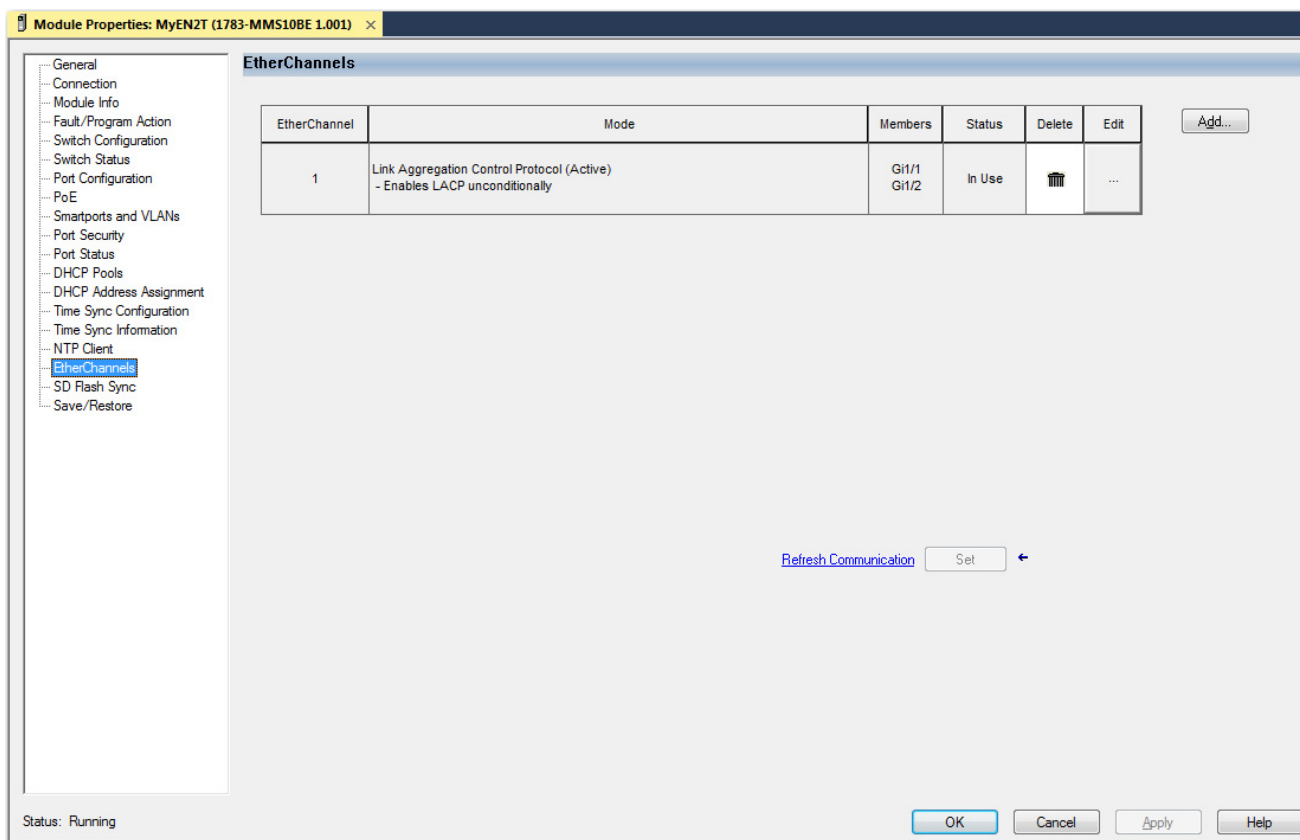 Module Properties: MyEN2T (1783-MMS10BE 1.001) ×
General
Connection
Module Info
Fault/Program Action
Switch Configuration
Switch Status
Port Configuration
PoE
Smartports and VLANs
Port Security
Port Status
DHCP Pools
DHCP Address Assignment
Time Sync Configuration
Time Sync Information
NTP Client
EtherChannels
SD Flash Sync
Save/Restore
EtherChannels
EtherChannel Mode Members Status Delete Edit
1 Link Aggregation Control Protocol (Active)
- Enables LACP unconditionally
Gi1/1
Gi1/2
In Use ...
Add...
Refresh Communication Set
Status: Running
OK Cancel Apply Help